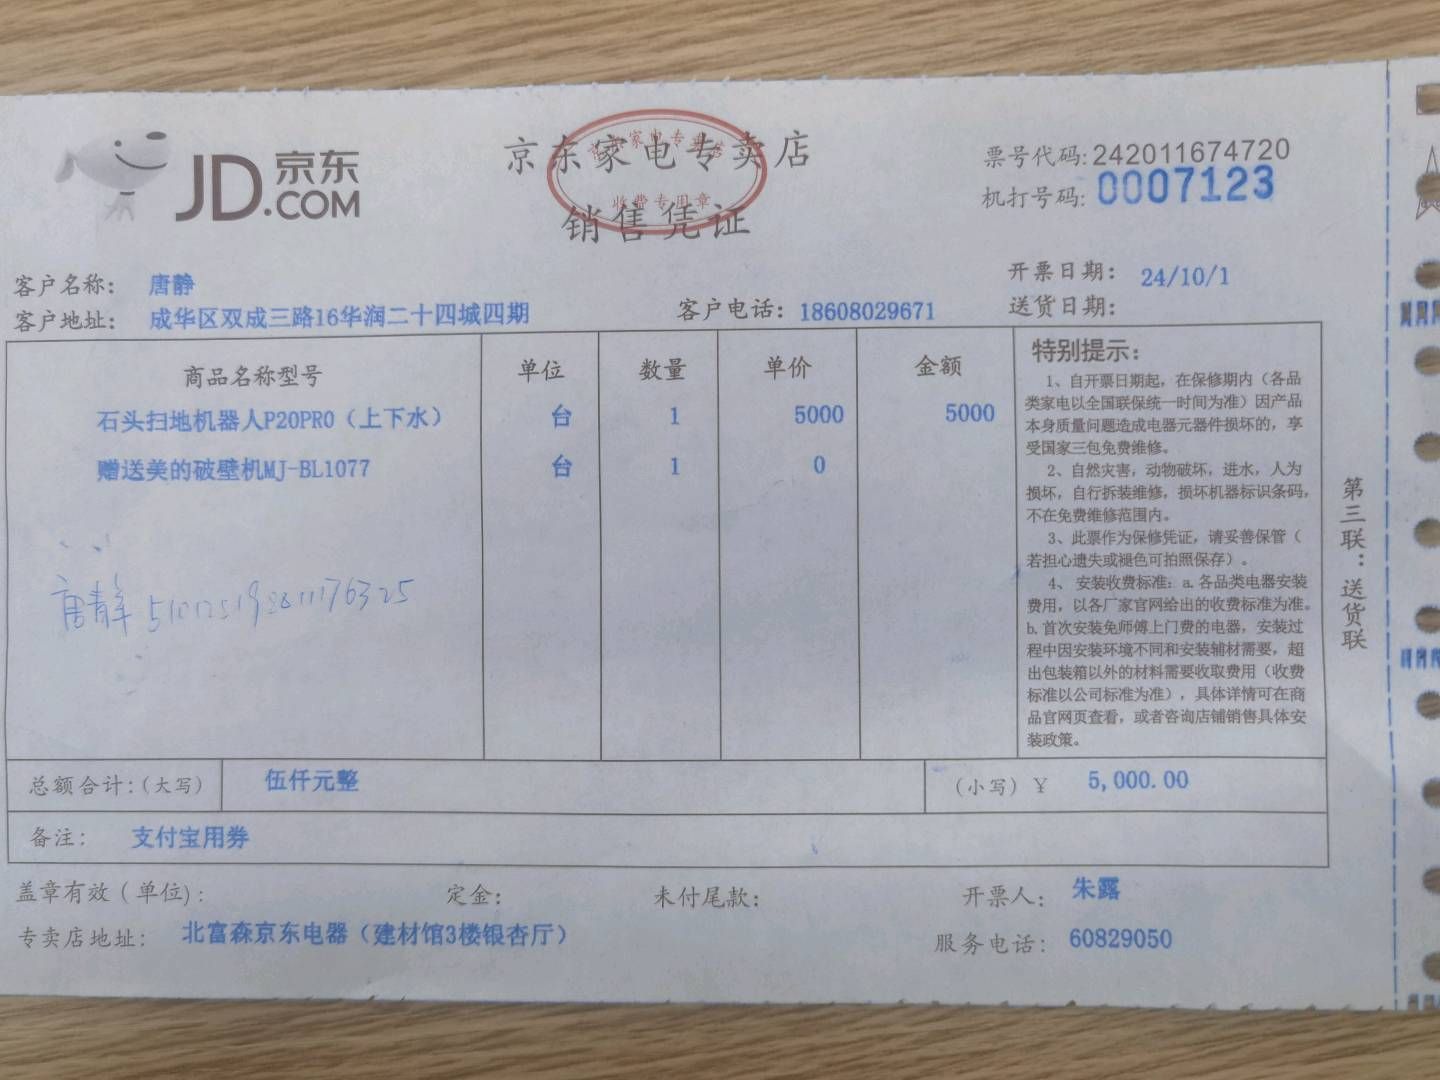 京东
JD.COM
京东家电专卖店
收费专用章
销售凭证
票号代码:242011674720
机打号码:0007123
客户名称: 唐静
开票日期: 24/10/1
客户地址: 成华区双成三路16华润二十四城四期
客户电话: 18608029671
送货日期:
商品名称型号 单位 数量 单价 金额
石头扫地机器人P20PRO（上下水） 台 1 5000 5000
赠送美的破壁机MJ-BL1077 台 1 0
唐静
特别提示:
1、自开票日期起，在保修期内（各品
类家电以全国联保统一时间为准）因产品
本身质量问题造成电器元器件损坏的，享
受国家三包免费维修。
2、自然灾害，动物破坏，进水，人为
损坏，自行拆装维修，损坏机器标识条码，
不在免费维修范围内。
3、此票作为保修凭证，请妥善保管（
若担心遗失或褪色可拍照保存）。
4、 安装收费标准: a.各品类电器安装
费用，以各厂家官网给出的收费标准为准。
b.首次安装免师傅上门费的电器，安装过
程中因安装环境不同和安装辅材需要，超
出包装箱以外的材料需要收取费用（收费
标准以公司标准为准），具体详情可在商
品官网页查看，或者咨询店铺销售具体安
装政策。
第三联：送货联
总额合计:(大写) 伍仟元整 (小写) ¥ 5,000.00
备注: 支付宝用券
盖章有效（单位): 定金: 未付尾款: 开票人: 朱露
专卖店地址: 北富森京东电器（建材馆3楼银杏厅） 服务电话: 60829050